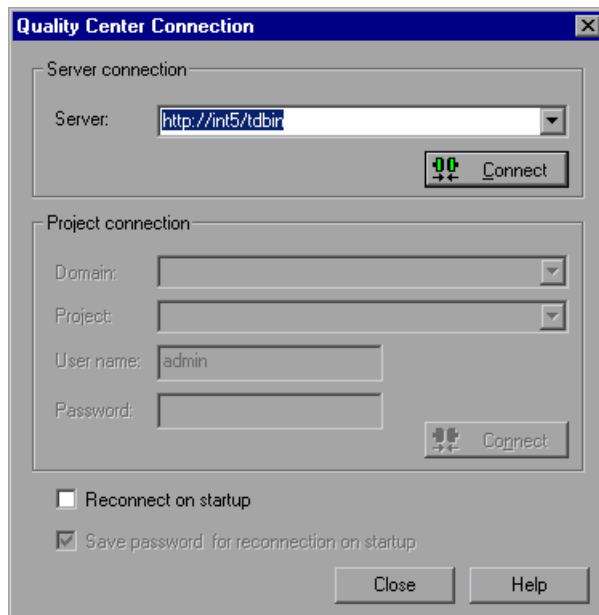 Quality Center Connection
Server connection
Server: http://int5/tdbin
Connect
Project connection
Domain:
Project:
User name: admin
Password:
Connect
Reconnect on startup
Save password for reconnection on startup
Close Help